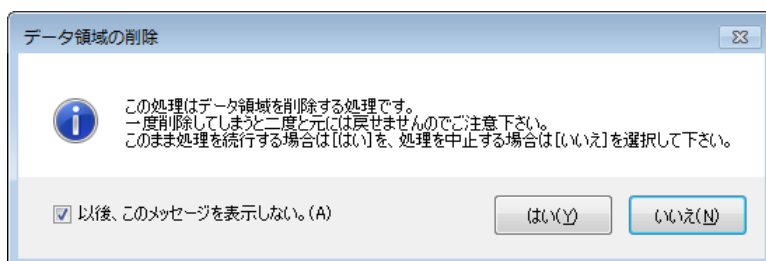 データ領域の削除
この処理はデータ領域を削除する処理です。
一度削除してしまうと二度と元には戻せませんのでご注意下さい。
このまま処理を続行する場合は[はい]を、処理を中止する場合は[いいえ]を選択して下さい。
以後、このメッセージを表示しない。(A)
はい(Y)
いいえ(N)